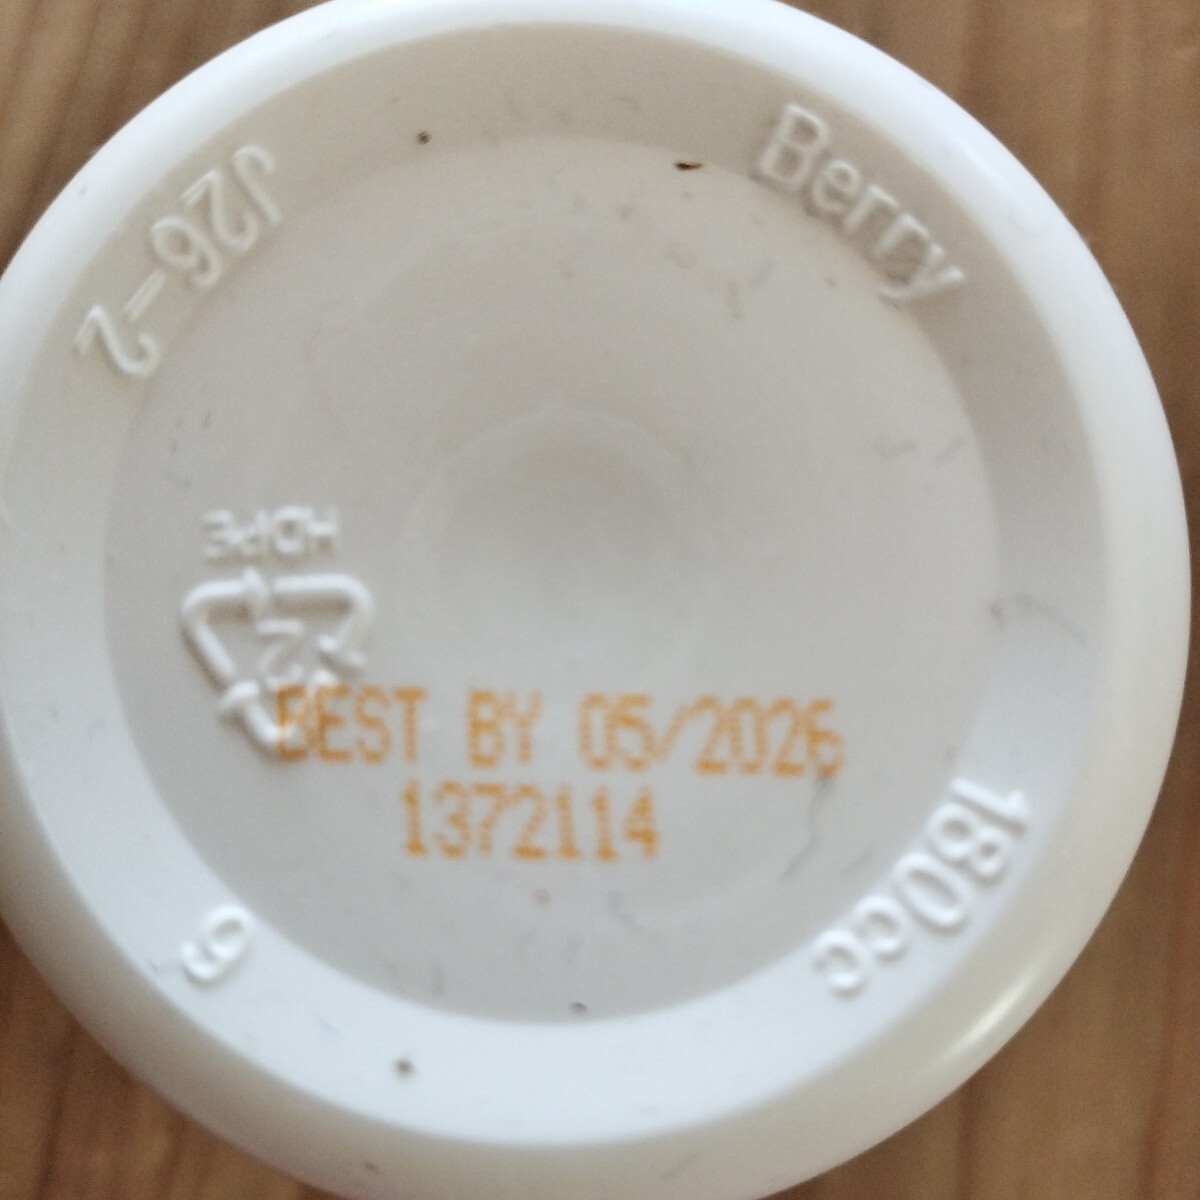 Berry
J26-2
HDPE
2
BEST BY 05/2026
1372114
180cc
6